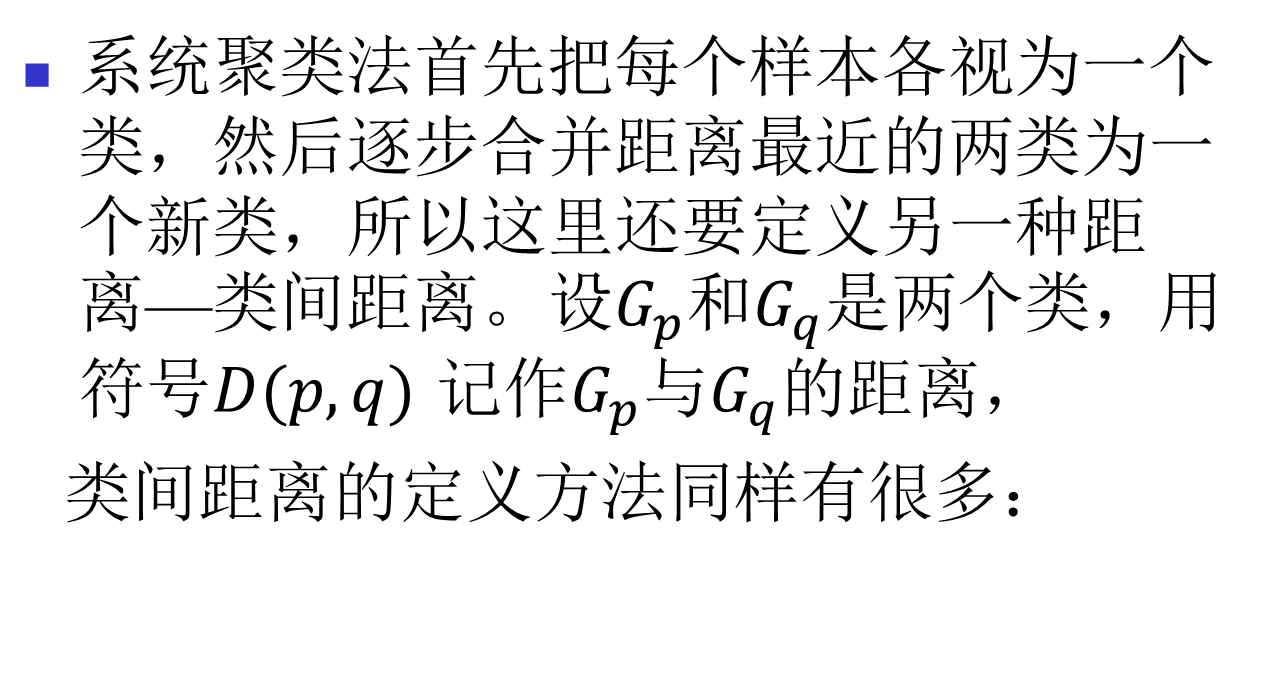 系统聚类法首先把每个样本各视为一个
类，然后逐步合并距离最近的两类为一
个新类，所以这里还要定义另一种距
离—类间距离。设G_p和G_q是两个类，用
符号D(p,q) 记作G_p与G_q的距离，
类间距离的定义方法同样有很多：